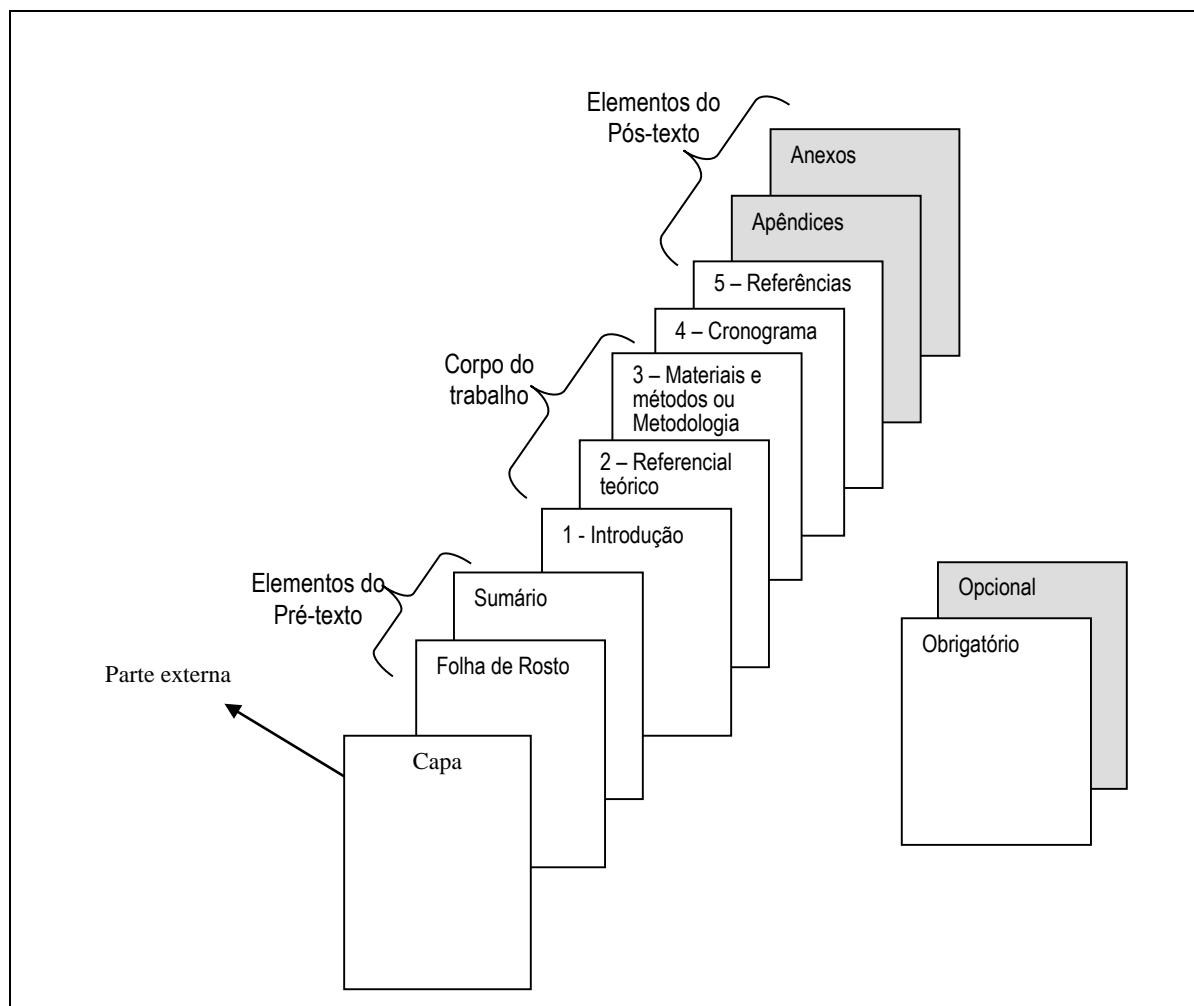 Elementos do
Pós-texto
Anexos
Apêndices
5 – Referências
4 – Cronograma
Corpo do
trabalho
3 – Materiais e
métodos ou
Metodologia
2 – Referencial
teórico
1 - Introdução
Elementos do
Pré-texto
Sumário
Folha de Rosto
Parte externa
Capa
Opcional
Obrigatório